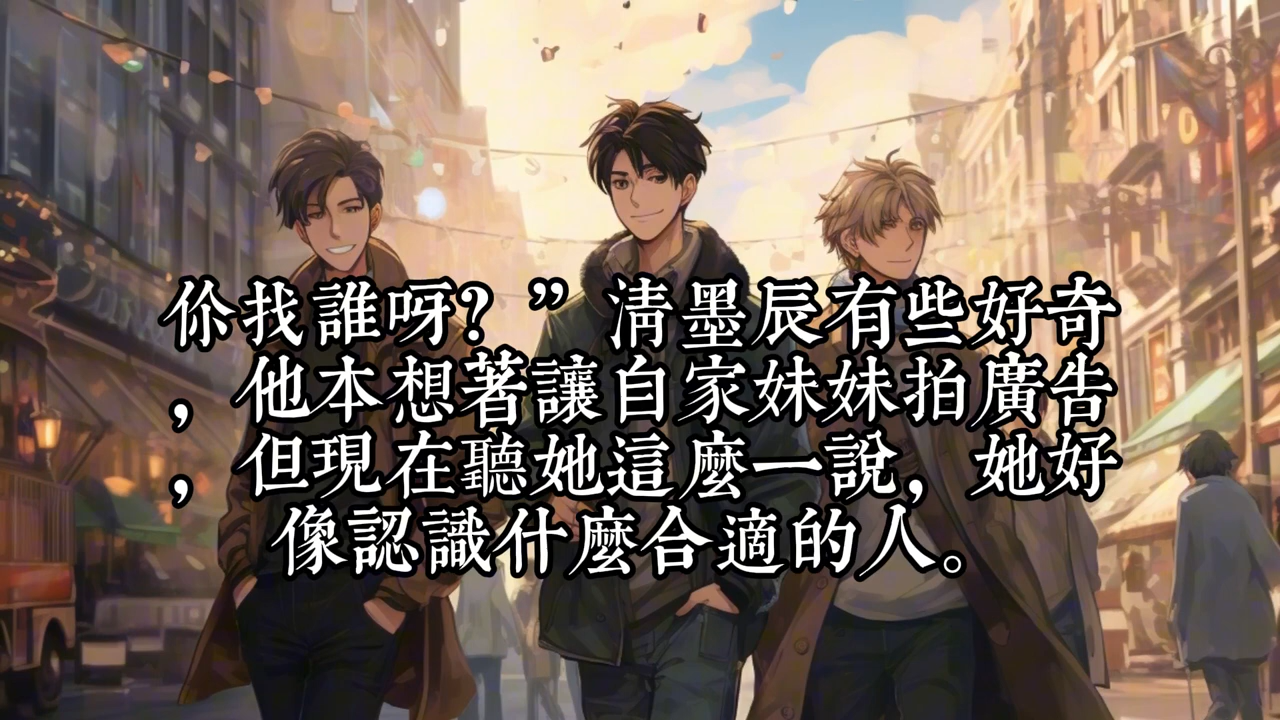 你找誰呀？”淸墨辰有些好奇
，他本想著讓自家妹妹拍廣告
，但現在聽她這麼一說，她好
像認識什麼合適的人。